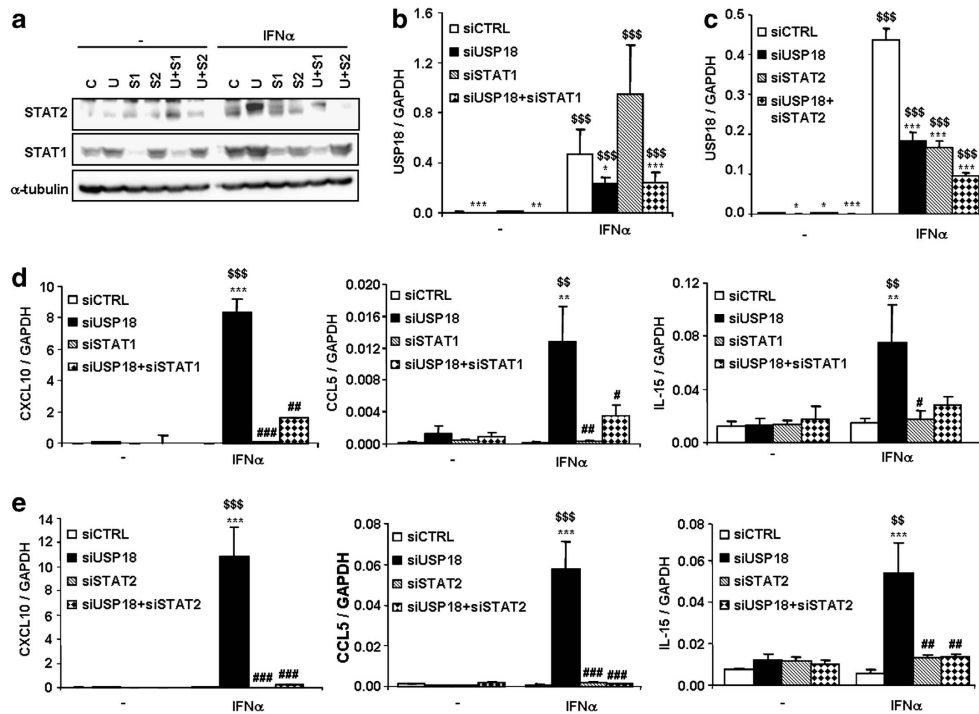 a
-
IFNα
C U S1 S2 U+S1 U+S2 C U S1 S2 U+S1 U+S2
STAT2
STAT1
α-tubulin
b
USP18 / GAPDH
1.8
1.2
0.6
0.0
siCTRL
siUSP18
siSTAT1
siUSP18+siSTAT1
***
**
$$$
$$$
*
$$$
$$$
***
-
IFNα
c
USP18 / GAPDH
0.5
0.4
0.3
0.2
0.1
0.0
siCTRL
siUSP18
siSTAT2
siUSP18+
siSTAT2
*
*
***
$$$
$$$
***
$$$
***
$$$
***
-
IFNα
d
CXCL10 / GAPDH
10
8
6
4
2
0
siCTRL
siUSP18
siSTAT1
siUSP18+siSTAT1
$$$
***
###
##
-
IFNα
CCL5 / GAPDH
0.020
0.016
0.012
0.008
0.004
0.000
siCTRL
siUSP18
siSTAT1
siUSP18+siSTAT1
$$
**
##
#
-
IFNα
IL-15 / GAPDH
0.12
0.08
0.04
0.00
siCTRL
siUSP18
siSTAT1
siUSP18+siSTAT1
$$
**
#
-
IFNα
e
CXCL10 / GAPDH
14
12
10
8
6
4
2
0
siCTRL
siUSP18
siSTAT2
siUSP18+siSTAT2
$$$
***
###
###
-
IFNα
CCL5 / GAPDH
0.08
0.06
0.04
0.02
0.00
siCTRL
siUSP18
siSTAT2
siUSP18+siSTAT2
$$$
***
###
###
-
IFNα
IL-15 / GAPDH
0.08
0.06
0.04
0.02
0.00
siCTRL
siUSP18
siSTAT2
siUSP18+siSTAT2
$$
***
##
##
-
IFNα